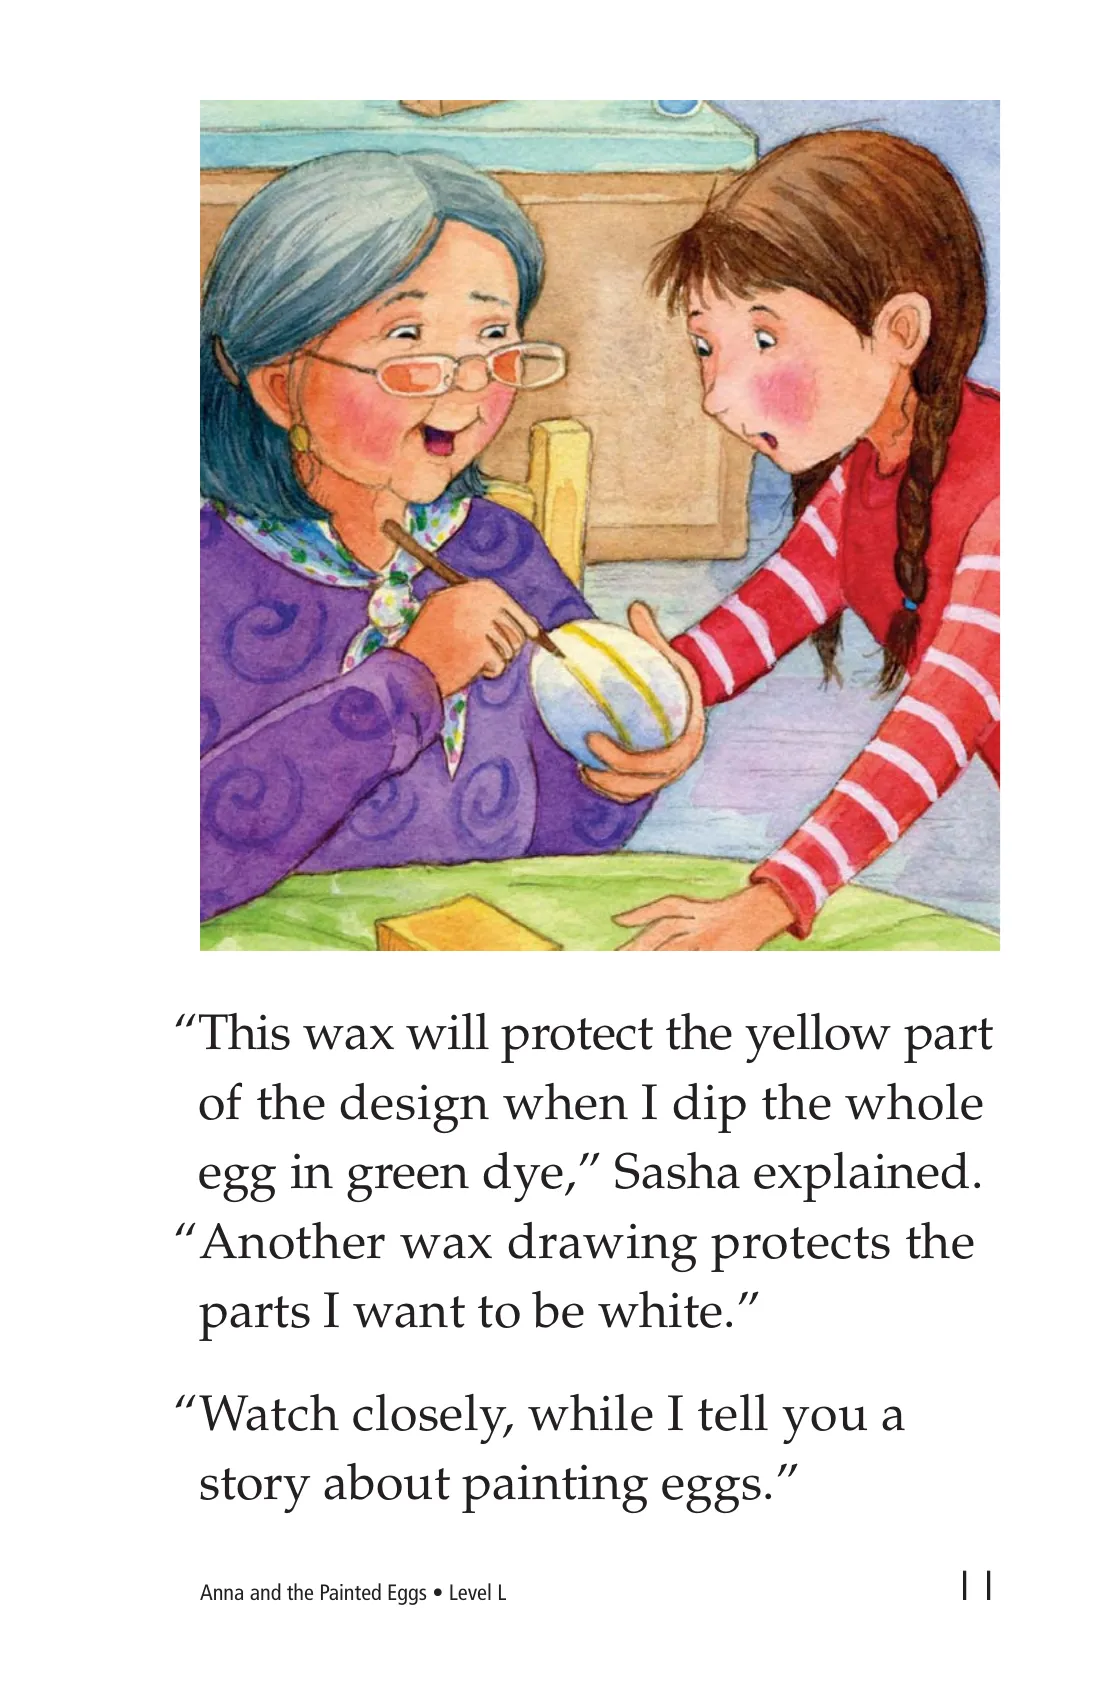 “This wax will protect the yellow part
of the design when I dip the whole
egg in green dye,” Sasha explained.
“Another wax drawing protects the
parts I want to be white.”
“Watch closely, while I tell you a
story about painting eggs.”
Anna and the Painted Eggs • Level L
11